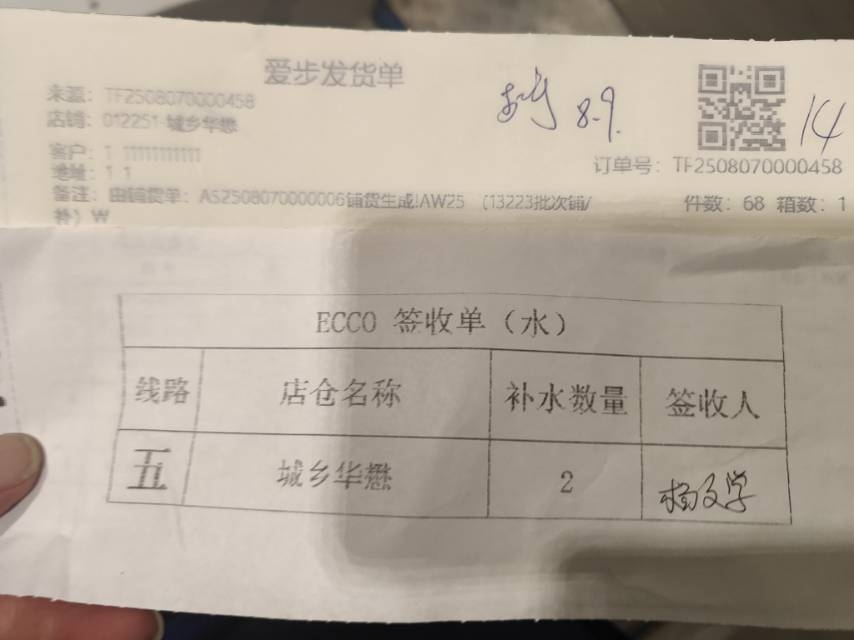 爱步发货单
来源：TF2508070000458
店铺：012251-城乡华懋
8.9.
14
客户：1 11111111111
地址：1 1
订单号：TF2508070000458
备注：由铺货单：AS2508070000006铺货生成!AW25 (13223批次铺/
补) W
件数：68 箱数：1
ECCO 签收单（水）
线路 店仓名称 补水数量 签收人
五 城乡华懋 2 杨文学